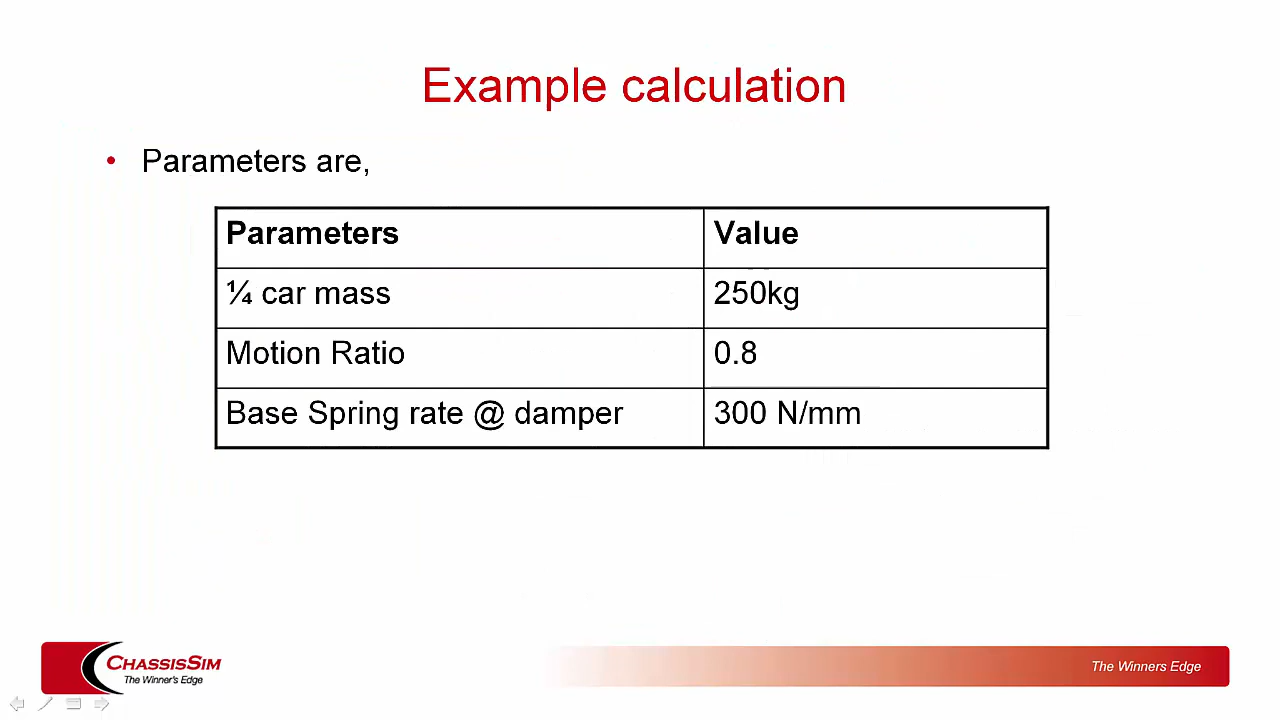 Example calculation
• Parameters are,
Parameters Value
¼ car mass 250kg
Motion Ratio 0.8
Base Spring rate @ damper 300 N/mm
CHASSISSIM
The Winner's Edge
The Winners Edge